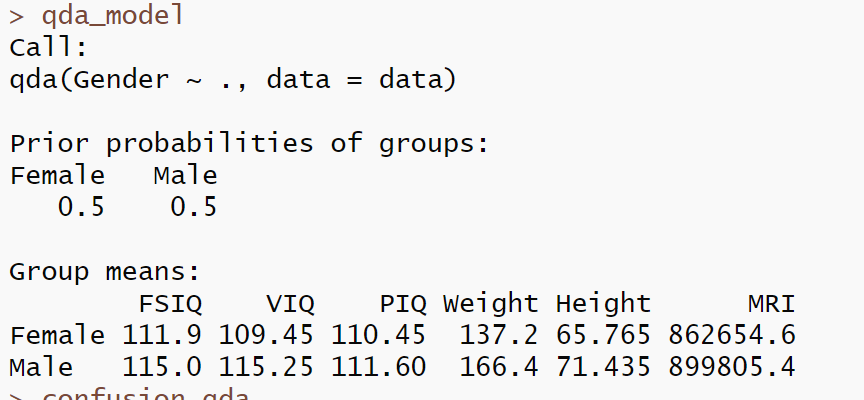 > qda_model
Call:
qda(Gender ~ ., data = data)
Prior probabilities of groups:
Female   Male
   0.5    0.5
Group means:
        FSIQ    VIQ    PIQ Weight Height      MRI
Female 111.9 109.45 110.45  137.2 65.765 862654.6
Male   115.0 115.25 111.60  166.4 71.435 899805.4
> confusion_qda